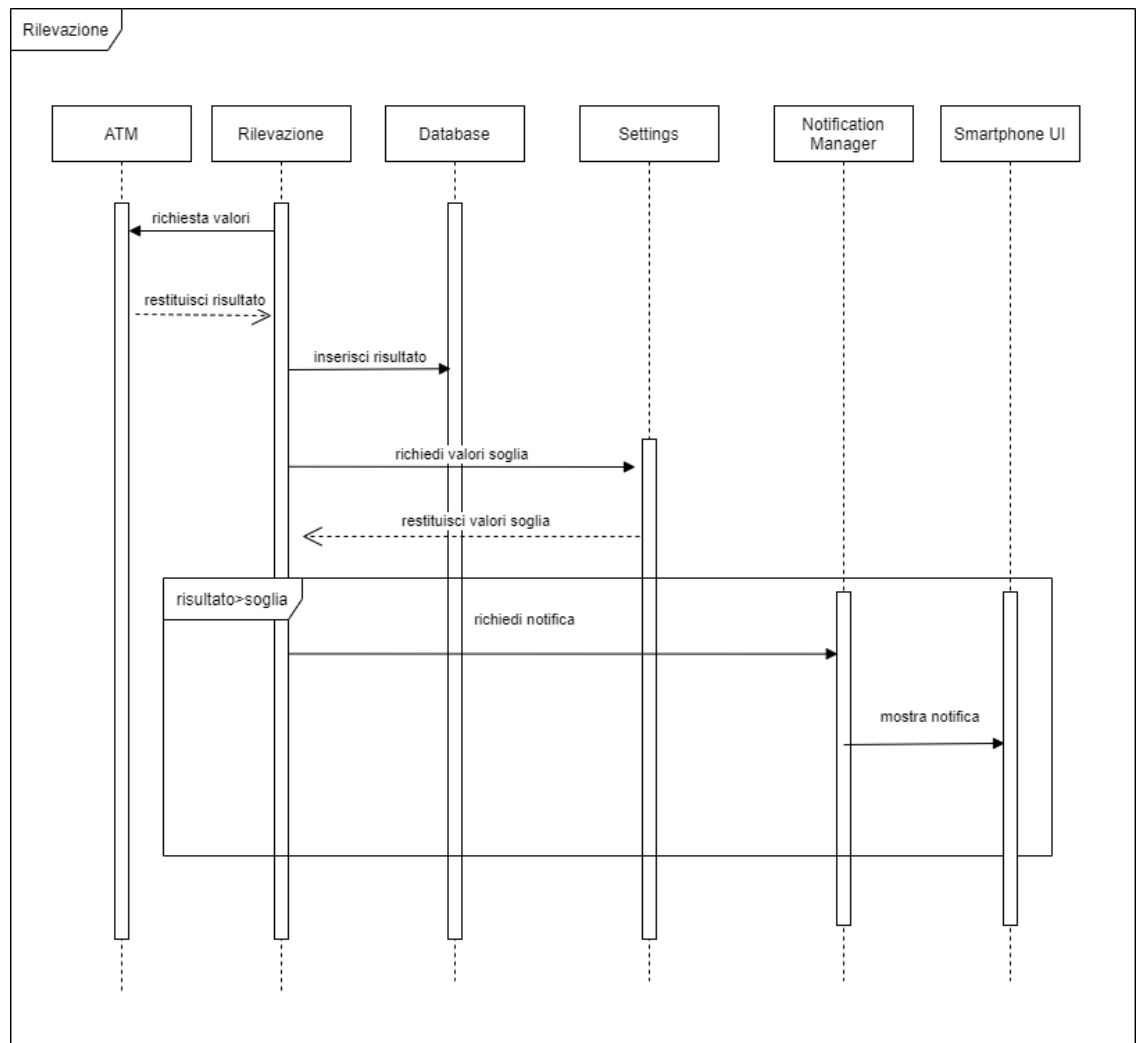 Rilevazione
ATM
Rilevazione
Database
Settings
Notification
Manager
Smartphone UI
richiesta valori
restituisci risultato
inserisci risultato
richiedi valori soglia
restituisci valori soglia
risultato>soglia
richiedi notifica
mostra notifica